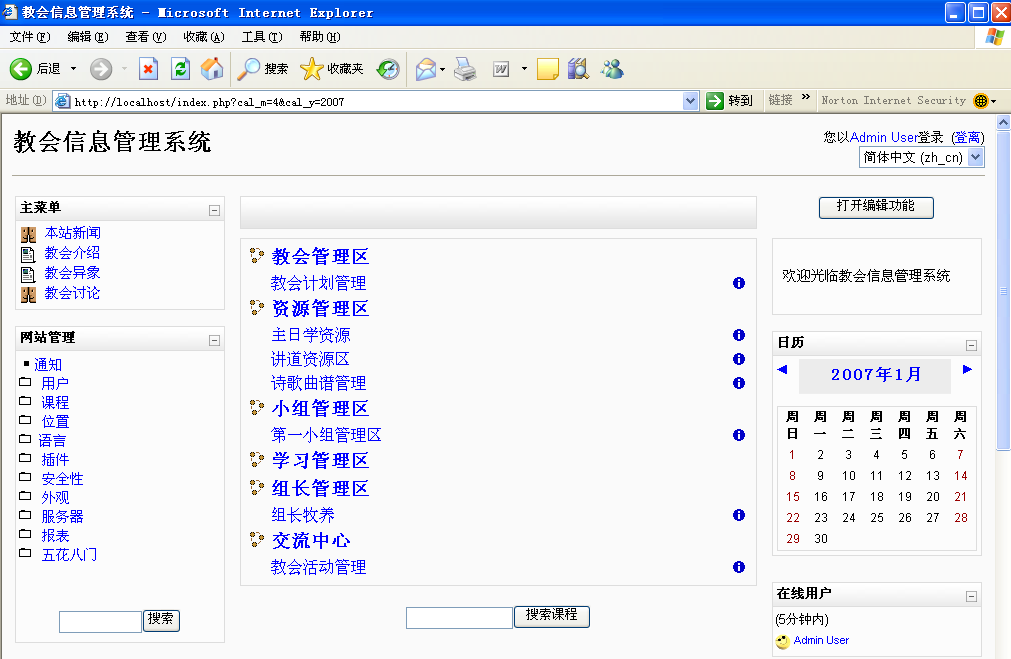 教会信息管理系统 - Microsoft Internet Explorer
文件(F) 编辑(E) 查看(V) 收藏(A) 工具(T) 帮助(H)
后退 搜索 收藏夹
地址(D) http://localhost/index.php?cal_m=4&cal_y=2007 转到 链接 » Norton Internet Security
教会信息管理系统
您以Admin User登录 (登离)
简体中文 (zh_cn)
主菜单
本站新闻
教会介绍
教会异象
教会讨论
网站管理
通知
用户
课程
位置
语言
插件
安全性
外观
服务器
报表
五花八门
搜索
教会管理区
教会计划管理
资源管理区
主日学资源
讲道资源区
诗歌曲谱管理
小组管理区
第一小组管理区
学习管理区
组长管理区
组长牧养
交流中心
教会活动管理
搜索课程
打开编辑功能
欢迎光临教会信息管理系统
日历
2007年1月
周日 周一 周二 周三 周四 周五 周六
1 2 3 4 5 6 7
8 9 10 11 12 13 14
15 16 17 18 19 20 21
22 23 24 25 26 27 28
29 30
在线用户
(5分钟内)
Admin User